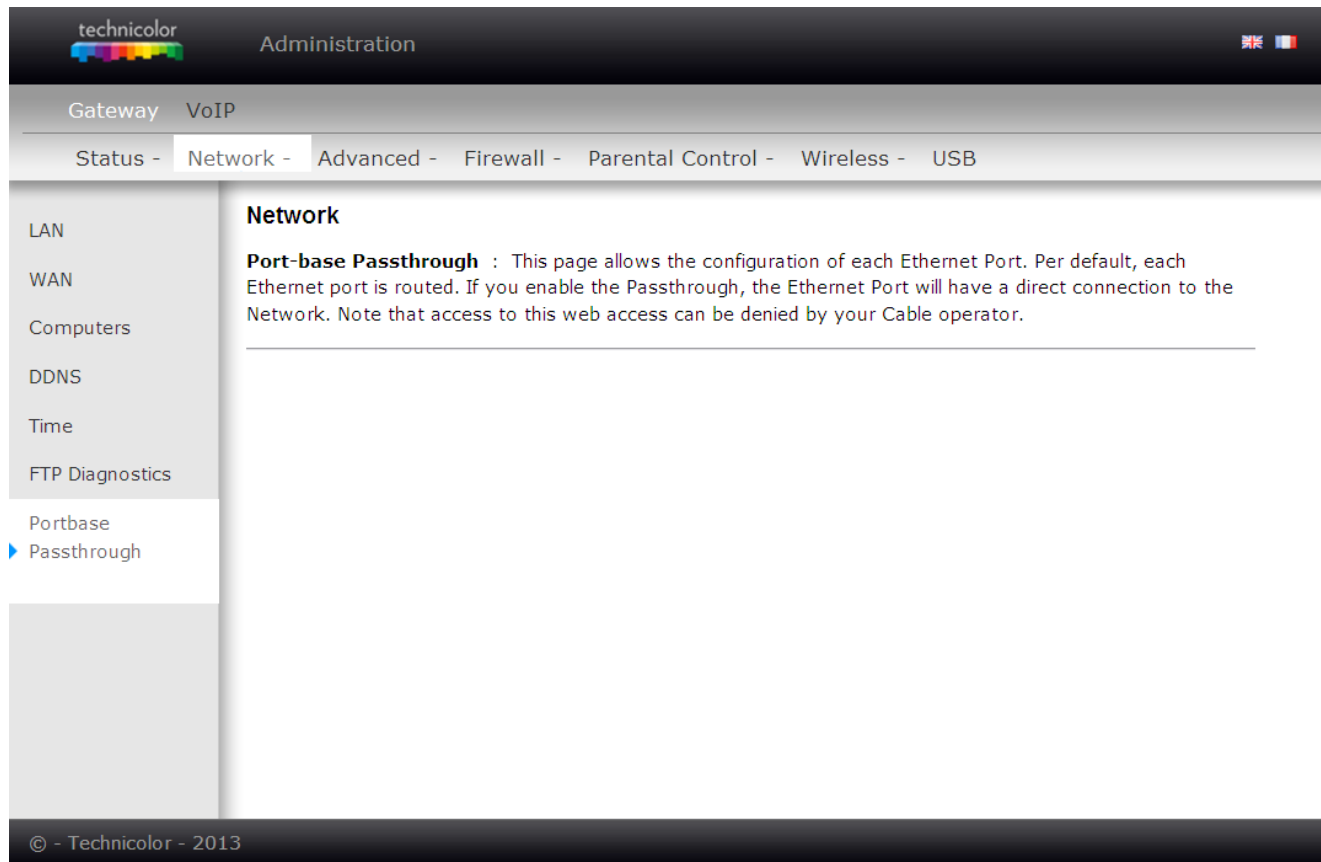 technicolor
Administration
Gateway VoIP
Status - Network - Advanced - Firewall - Parental Control - Wireless - USB
LAN
WAN
Computers
DDNS
Time
FTP Diagnostics
Portbase
Passthrough
Network
Port-base Passthrough : This page allows the configuration of each Ethernet Port. Per default, each
Ethernet port is routed. If you enable the Passthrough, the Ethernet Port will have a direct connection to the
Network. Note that access to this web access can be denied by your Cable operator.
© - Technicolor - 2013